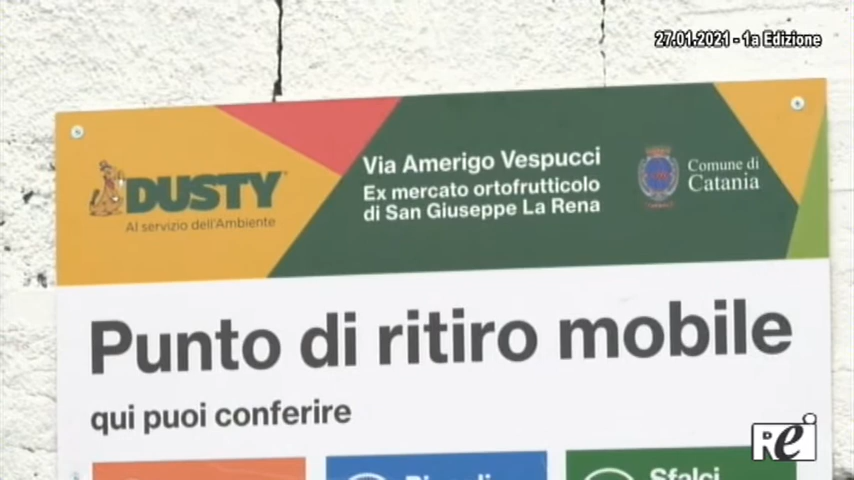 27.01.2021 - 1a Edizione
DUSTY
Al servizio dell'Ambiente
Via Amerigo Vespucci
Ex mercato ortofrutticolo
di San Giuseppe La Rena
Comune di
Catania
Punto di ritiro mobile
qui puoi conferire
Sfalci
Rei